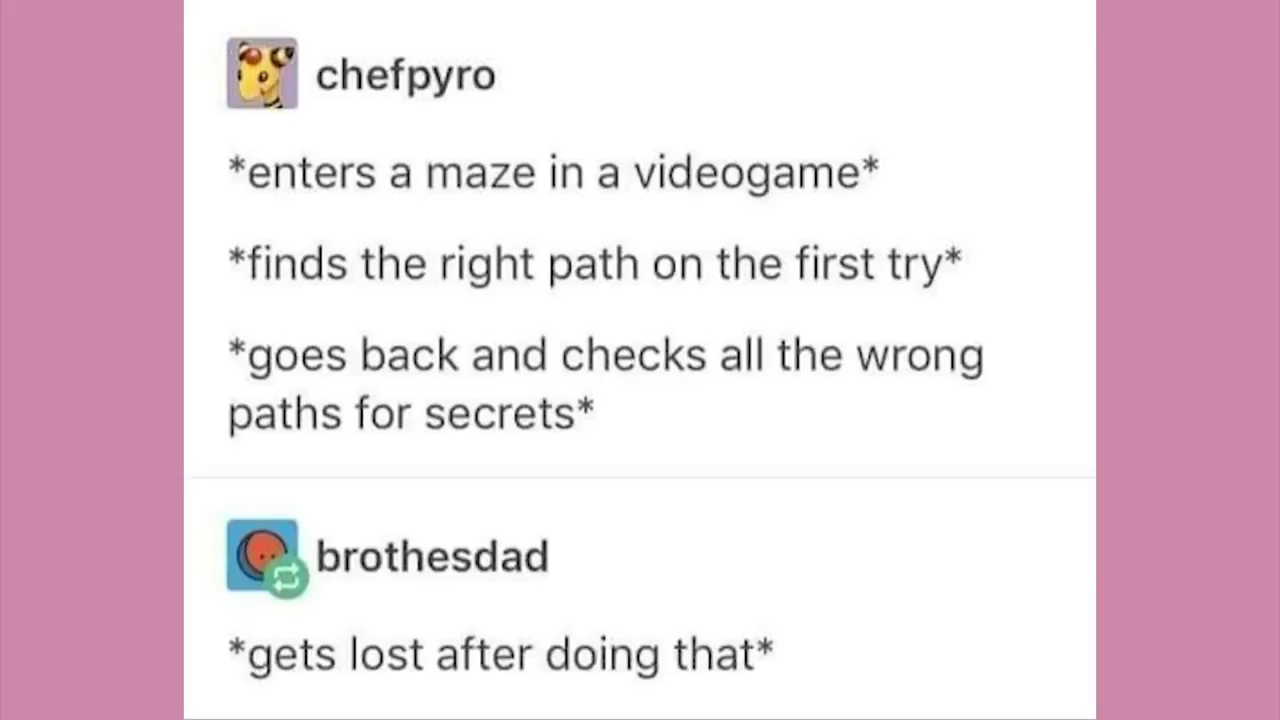 chefpyro
*enters a maze in a videogame*
*finds the right path on the first try*
*goes back and checks all the wrong
paths for secrets*
brothesdad
*gets lost after doing that*